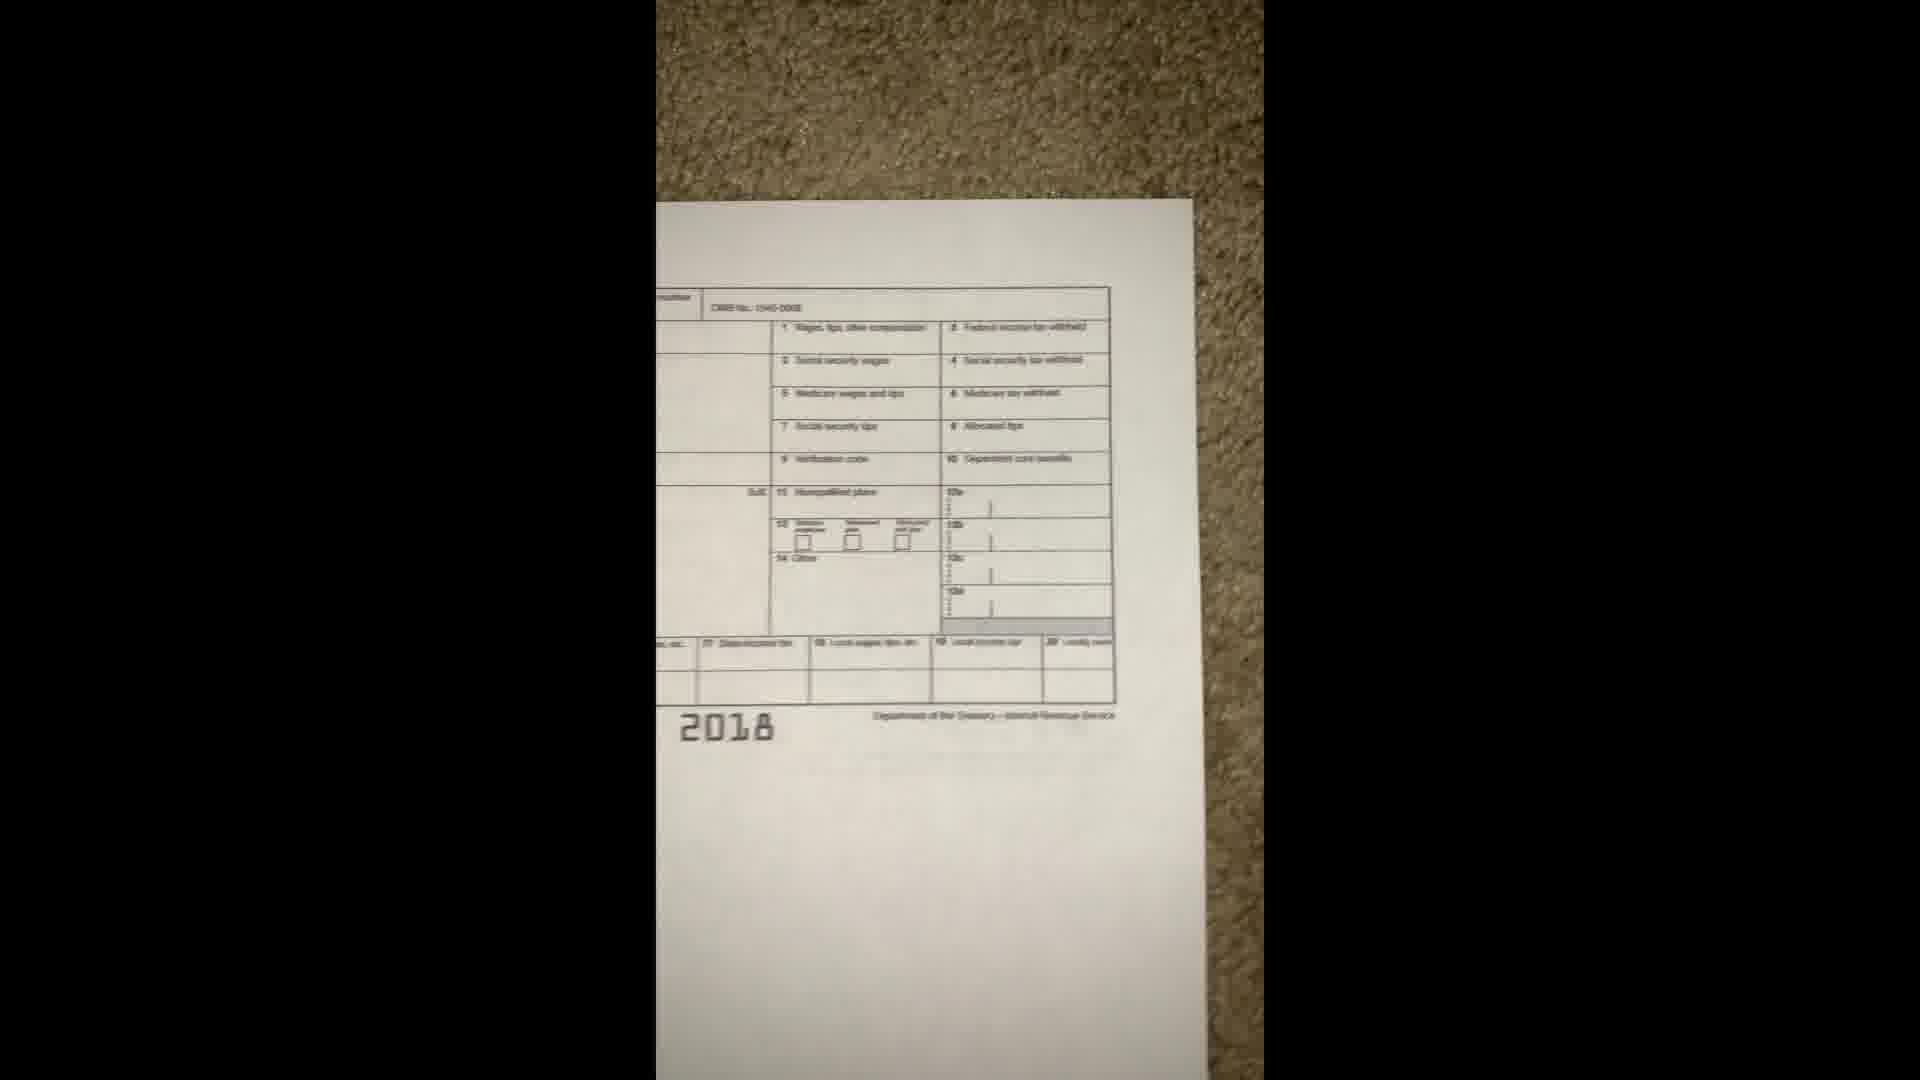 number OMB No. 1545-0008
1 Wages, tips, other compensation 2 Federal income tax withheld
3 Social security wages 4 Social security tax withheld
5 Medicare wages and tips 6 Medicare tax withheld
7 Social security tips 8 Allocated tips
9 Verification code 10 Dependent care benefits
Suff. 11 Nonqualified plans 12a
13 Statutory employee Retirement plan Third-party sick pay 12b
14 Other 12c
12d
etc. 17 State income tax 18 Local wages, tips, etc. 19 Local income tax 20 Locality name
2018 Department of the Treasury – Internal Revenue Service